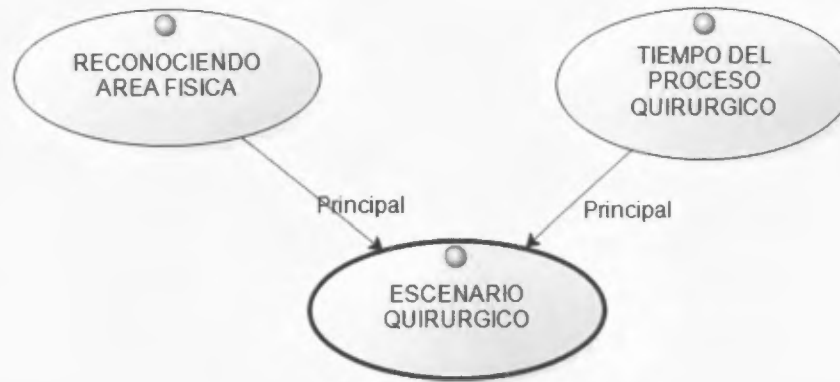 RECONOCIENDO
AREA FISICA
TIEMPO DEL
PROCESO
QUIRURGICO
Principal
Principal
ESCENARIO
QUIRURGICO